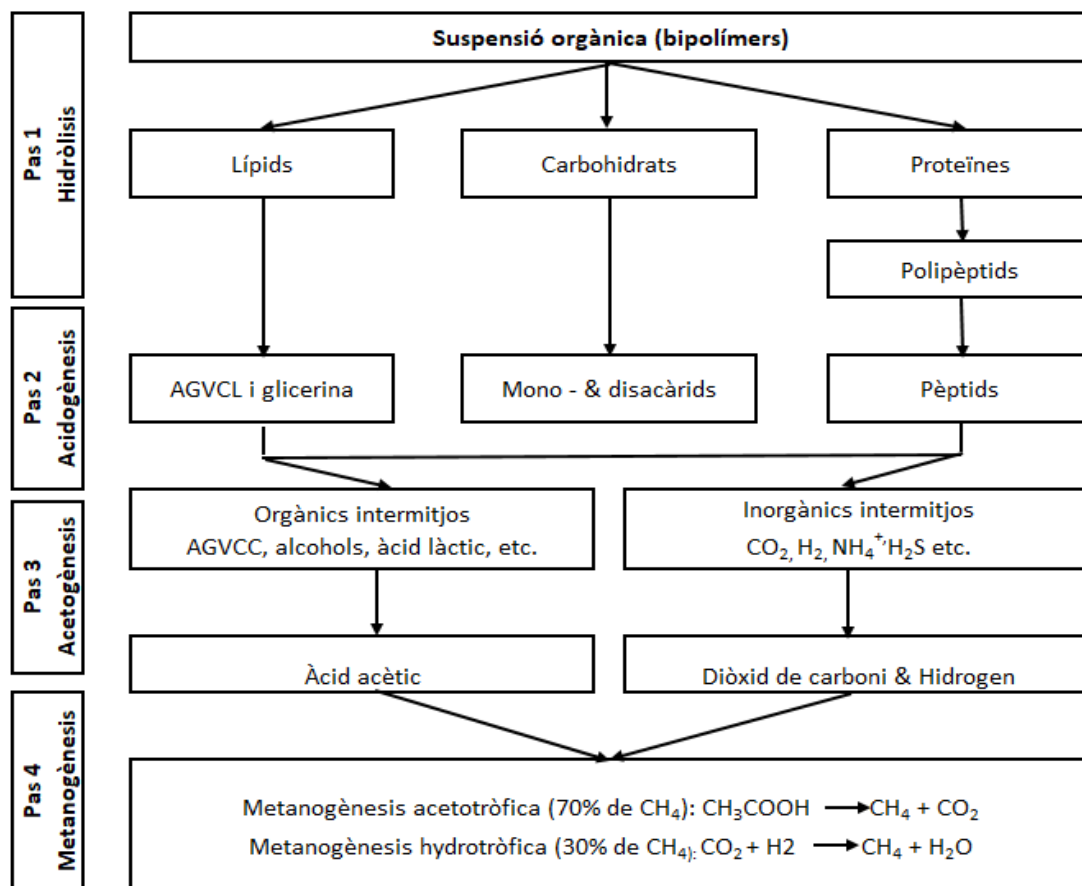 Suspensió orgànica (bipolímers)
Pas 1
Hidròlisis
Lípids
Carbohidrats
Proteïnes
Polipèptids
Pas 2
Acidogènesis
AGVCL i glicerina
Mono - & disacàrids
Pèptids
Pas 3
Acetogènesis
Orgànics intermitjos
AGVCC, alcohols, àcid làctic, etc.
Inorgànics intermitjos
CO₂, H₂, NH₄⁺, H₂S etc.
Àcid acètic
Diòxid de carboni & Hidrogen
Pas 4
Metanogènesis
Metanogènesis acetotròfica (70% de CH₄): CH₃COOH → CH₄ + CO₂
Metanogènesis hydrotròfica (30% de CH₄): CO₂ + H2 → CH₄ + H₂O